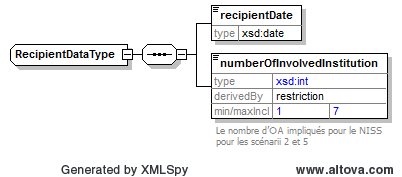 recipientDate
type xsd:date
RecipientDataType
numberOfInvolvedInstitution
type xsd:int
derivedBy restriction
min/maxIncl 1 7
Le nombre d'OA impliqués pour le NISS
pour les scénarii 2 et 5
Generated by XMLSpy www.altova.com